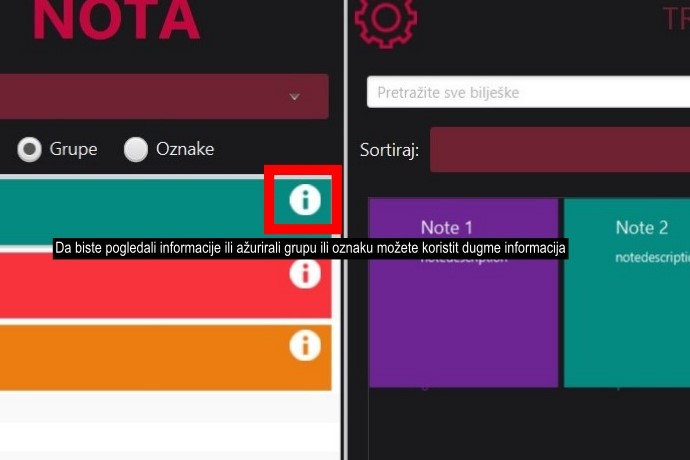 NOTA
TR
Pretražite sve bilješke
Grupe
Oznake
Sortiraj:
Note 1
Note 2
Da biste pogledali informacije ili ažurirali grupu ili oznaku možete koristit dugme informacija
notedescription
notedescripti